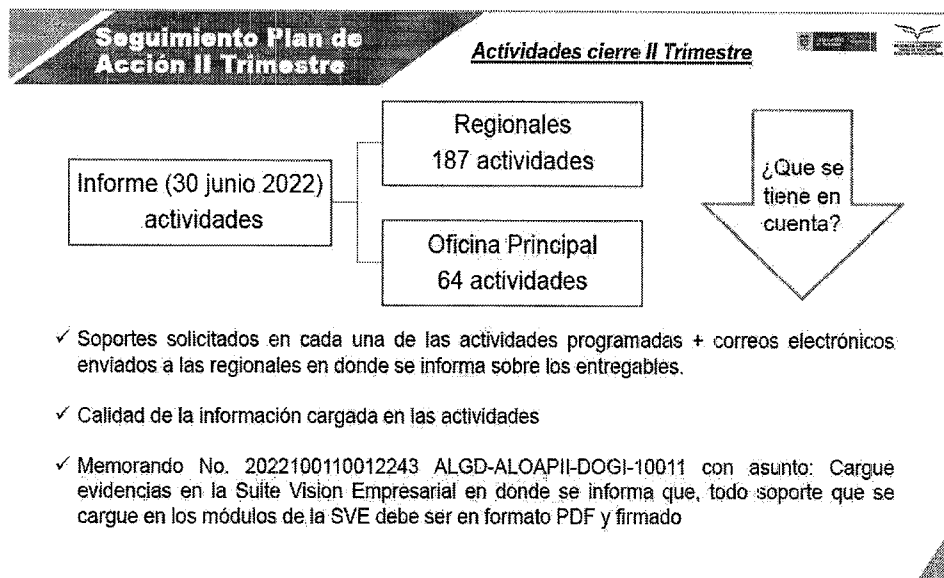 Seguimiento Plan de
Acción II Trimestre
Actividades cierre II Trimestre
Informe (30 junio 2022)
actividades
Regionales
187 actividades
Oficina Principal
64 actividades
¿Que se
tiene en
cuenta?
✓ Soportes solicitados en cada una de las actividades programadas + correos electrónicos
enviados a las regionales en donde se informa sobre los entregables.
✓ Calidad de la información cargada en las actividades
✓ Memorando No. 2022100110012243 ALGD-ALOAPII-DOGI-10011 con asunto: Cargue
evidencias en la Suite Vision Empresarial en donde se informa que, todo soporte que se
cargue en los módulos de la SVE debe ser en formato PDF y firmado